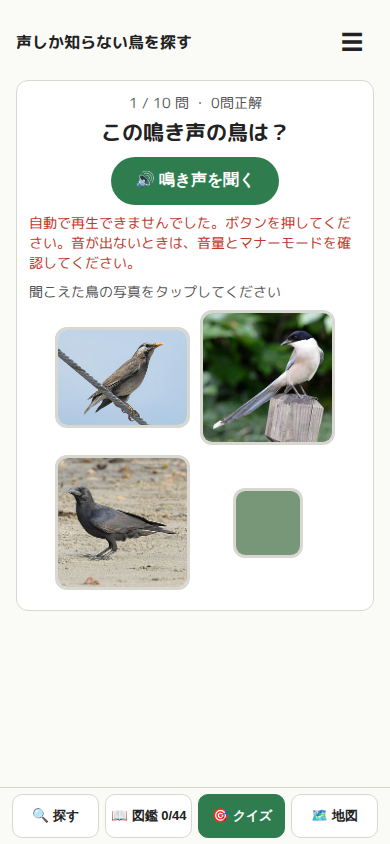 声しか知らない鳥を探す
1 / 10 問 · 0問正解
この鳴き声の鳥は？
鳴き声を聞く
自動で再生できませんでした。ボタンを押してくだ
さい。音が出ないときは、音量とマナーモードを確
認してください。
聞こえた鳥の写真をタップしてください
探す
図鑑 0/44
クイズ
地図